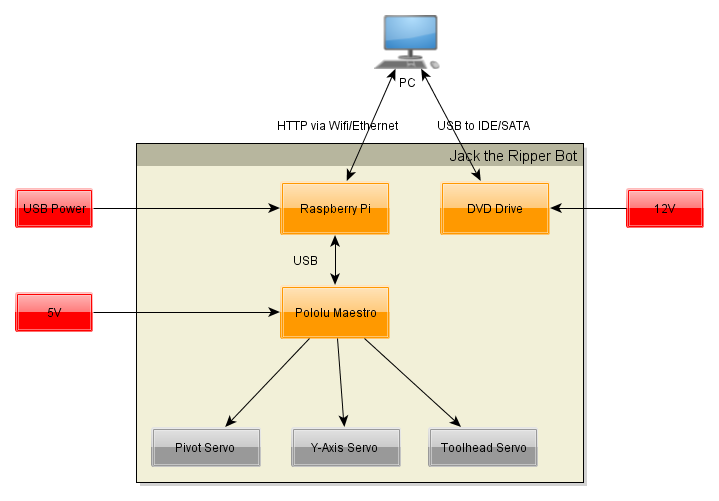 PC
HTTP via Wifi/Ethernet
USB to IDE/SATA
Jack the Ripper Bot
USB Power
Raspberry Pi
DVD Drive
12V
USB
5V
Pololu Maestro
Pivot Servo
Y-Axis Servo
Toolhead Servo